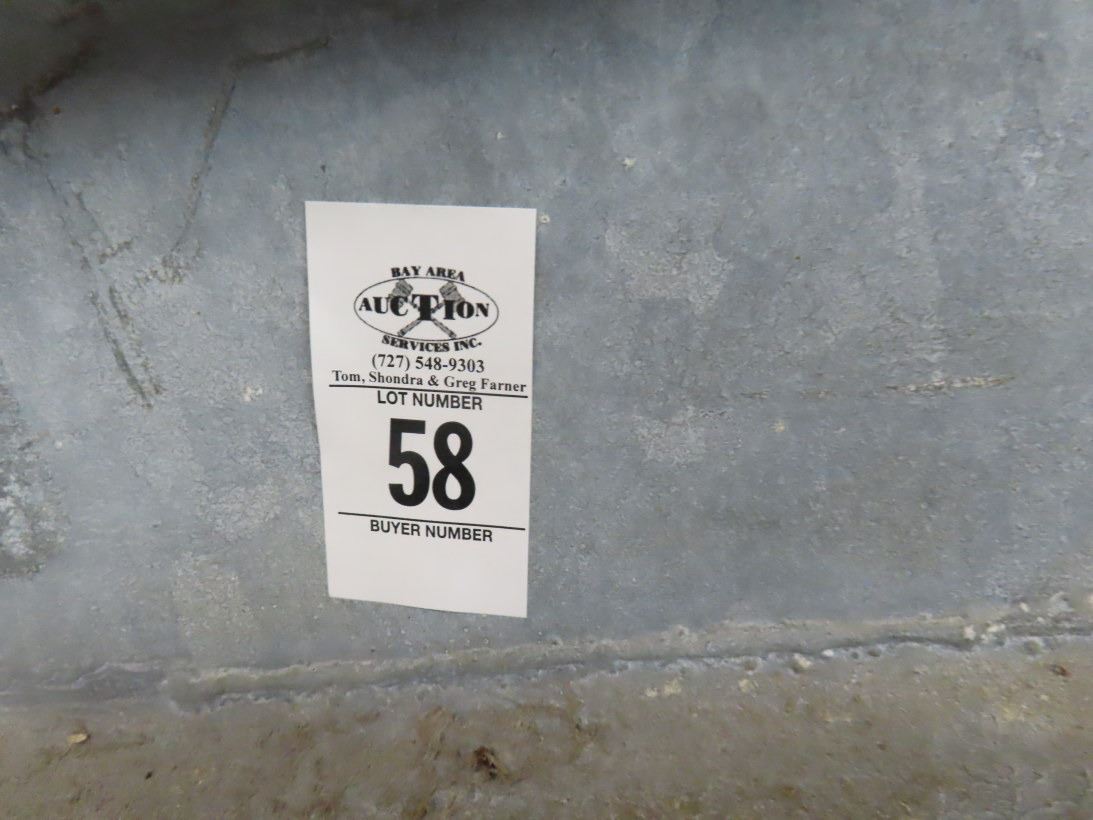 BAY AREA
AUCTION
SERVICES INC.
(727) 548-9303
Tom, Shondra & Greg Farner
LOT NUMBER
58
BUYER NUMBER